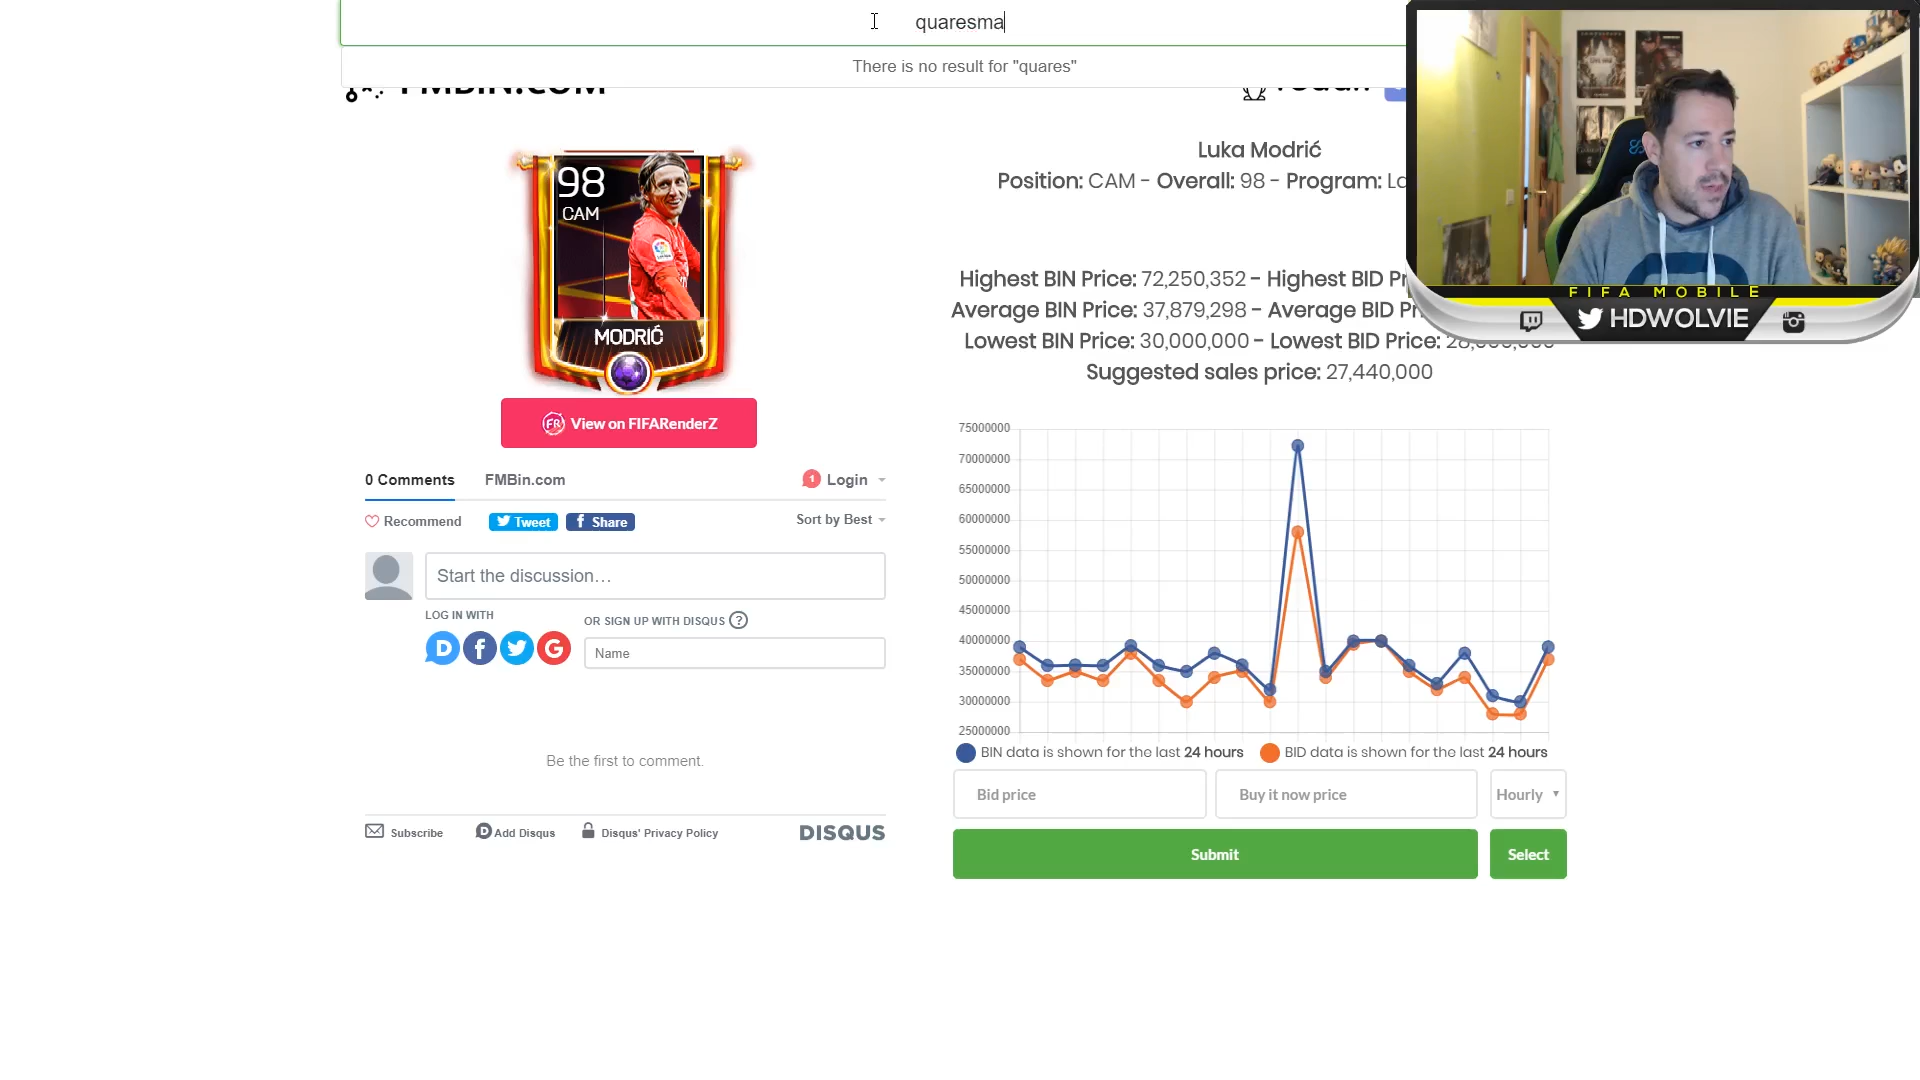 quaresma
There is no result for "quares"
FMBIN.COM
Luka Modrić
Position: CAM - Overall: 98 - Program:
98
CAM
MODRIĆ
Highest BIN Price: 72,250,352 - Highest BID
Average BIN Price: 37,879,298 - Average BID
Lowest BIN Price: 30,000,000 - Lowest BID Price:
Suggested sales price: 27,440,000
FIFA MOBILE
HDWOLVIE
FR View on FIFARenderZ
0 Comments FMBin.com 1 Login
Recommend Tweet f Share Sort by Best
Start the discussion…
LOG IN WITH
OR SIGN UP WITH DISQUS ?
D f G
Name
Be the first to comment.
Subscribe D Add Disqus Disqus' Privacy Policy DISQUS
75000000
70000000
65000000
60000000
55000000
50000000
45000000
40000000
35000000
30000000
25000000
BIN data is shown for the last 24 hours BID data is shown for the last 24 hours
Bid price Buy it now price Hourly
Submit Select